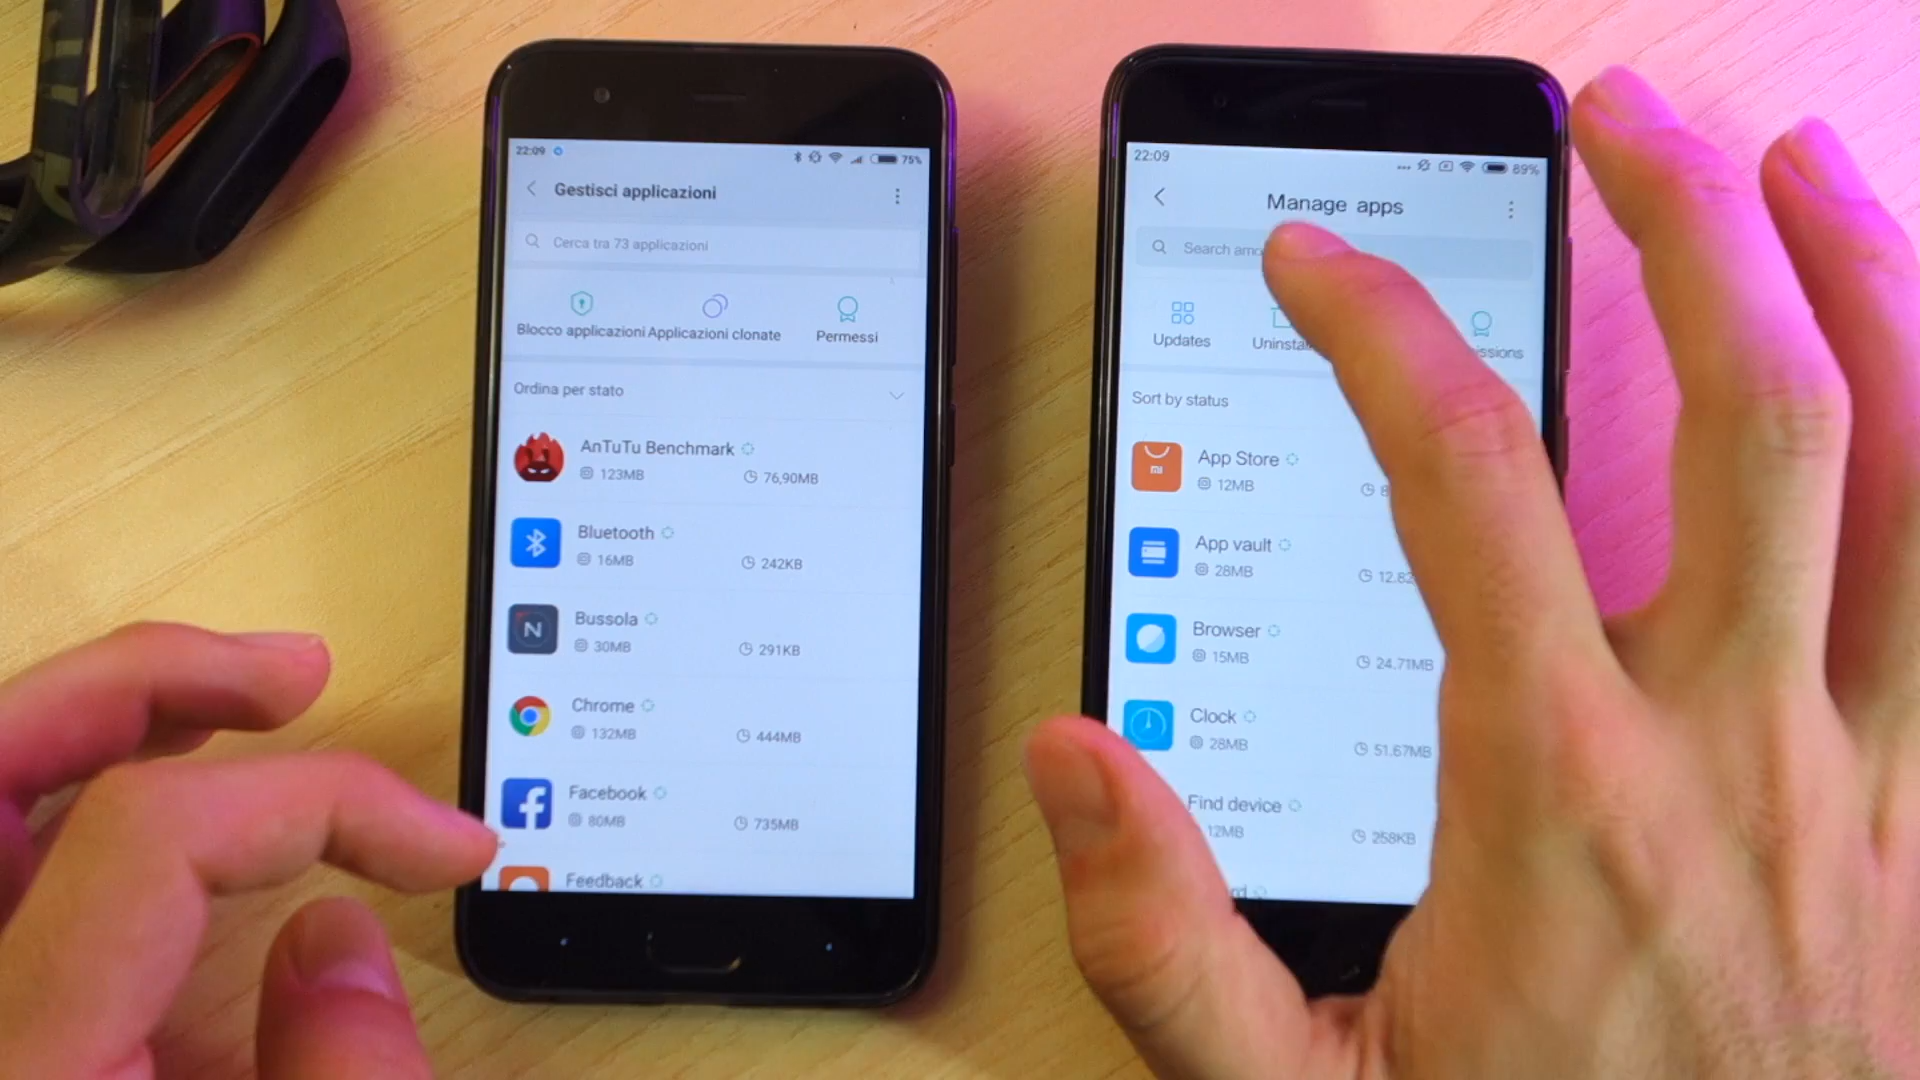 22:09
75%
Gestisci applicazioni
Cerca tra 73 applicazioni
Blocco applicazioni
Applicazioni clonate
Permessi
Ordina per stato
AnTuTu Benchmark
123MB
76,90MB
Bluetooth
16MB
242KB
N
Bussola
30MB
291KB
Chrome
132MB
444MB
f
Facebook
80MB
735MB
Feedback
22:09
89%
Manage apps
Search
Updates
Sort by status
mi
App Store
12MB
App vault
28MB
Browser
15MB
24.71MB
Clock
28MB
51.67MB
Find device
12MB
258KB